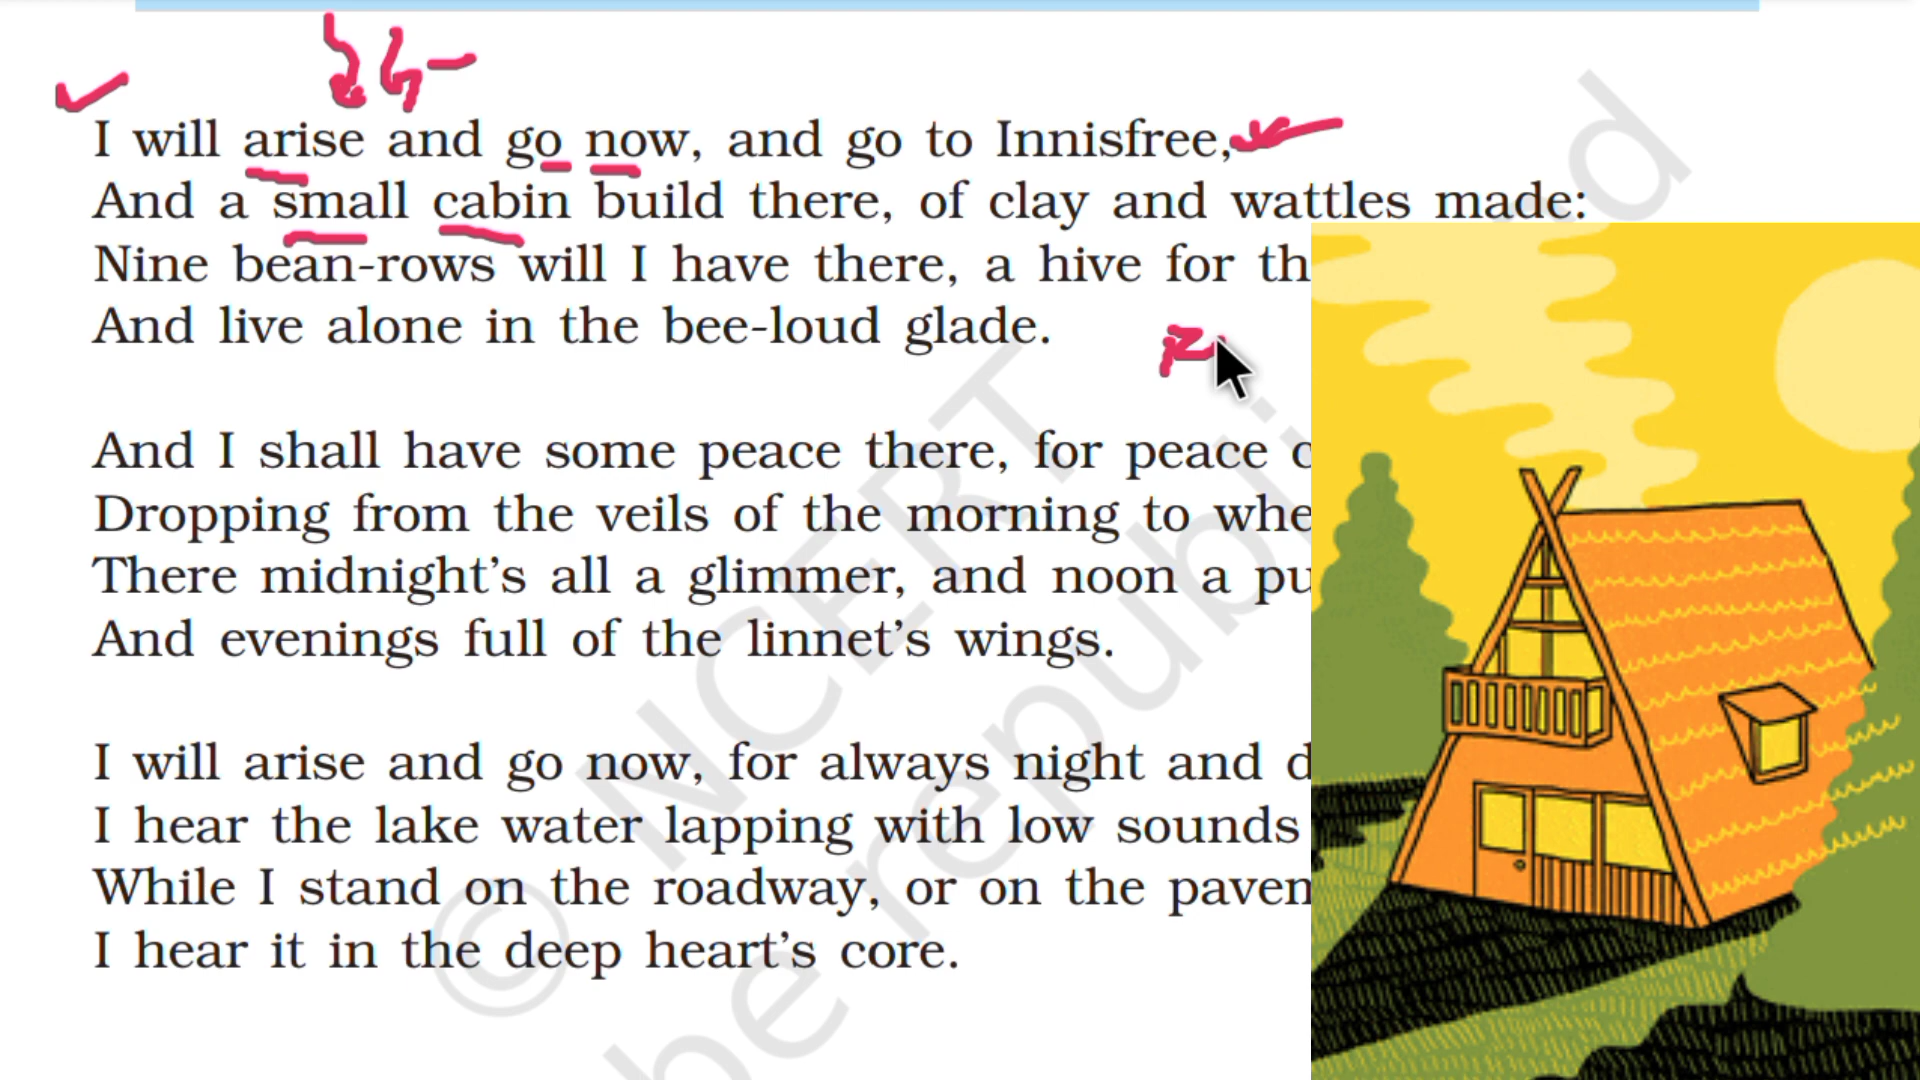 I will arise and go now, and go to Innisfree,
And a small cabin build there, of clay and wattles made:
Nine bean-rows will I have there, a hive for th
And live alone in the bee-loud glade.
And I shall have some peace there, for peace c
Dropping from the veils of the morning to whe
There midnight's all a glimmer, and noon a pu
And evenings full of the linnet's wings.
I will arise and go now, for always night and d
I hear the lake water lapping with low sounds
While I stand on the roadway, or on the pavem
I hear it in the deep heart's core.
© NCERT
be republi
d